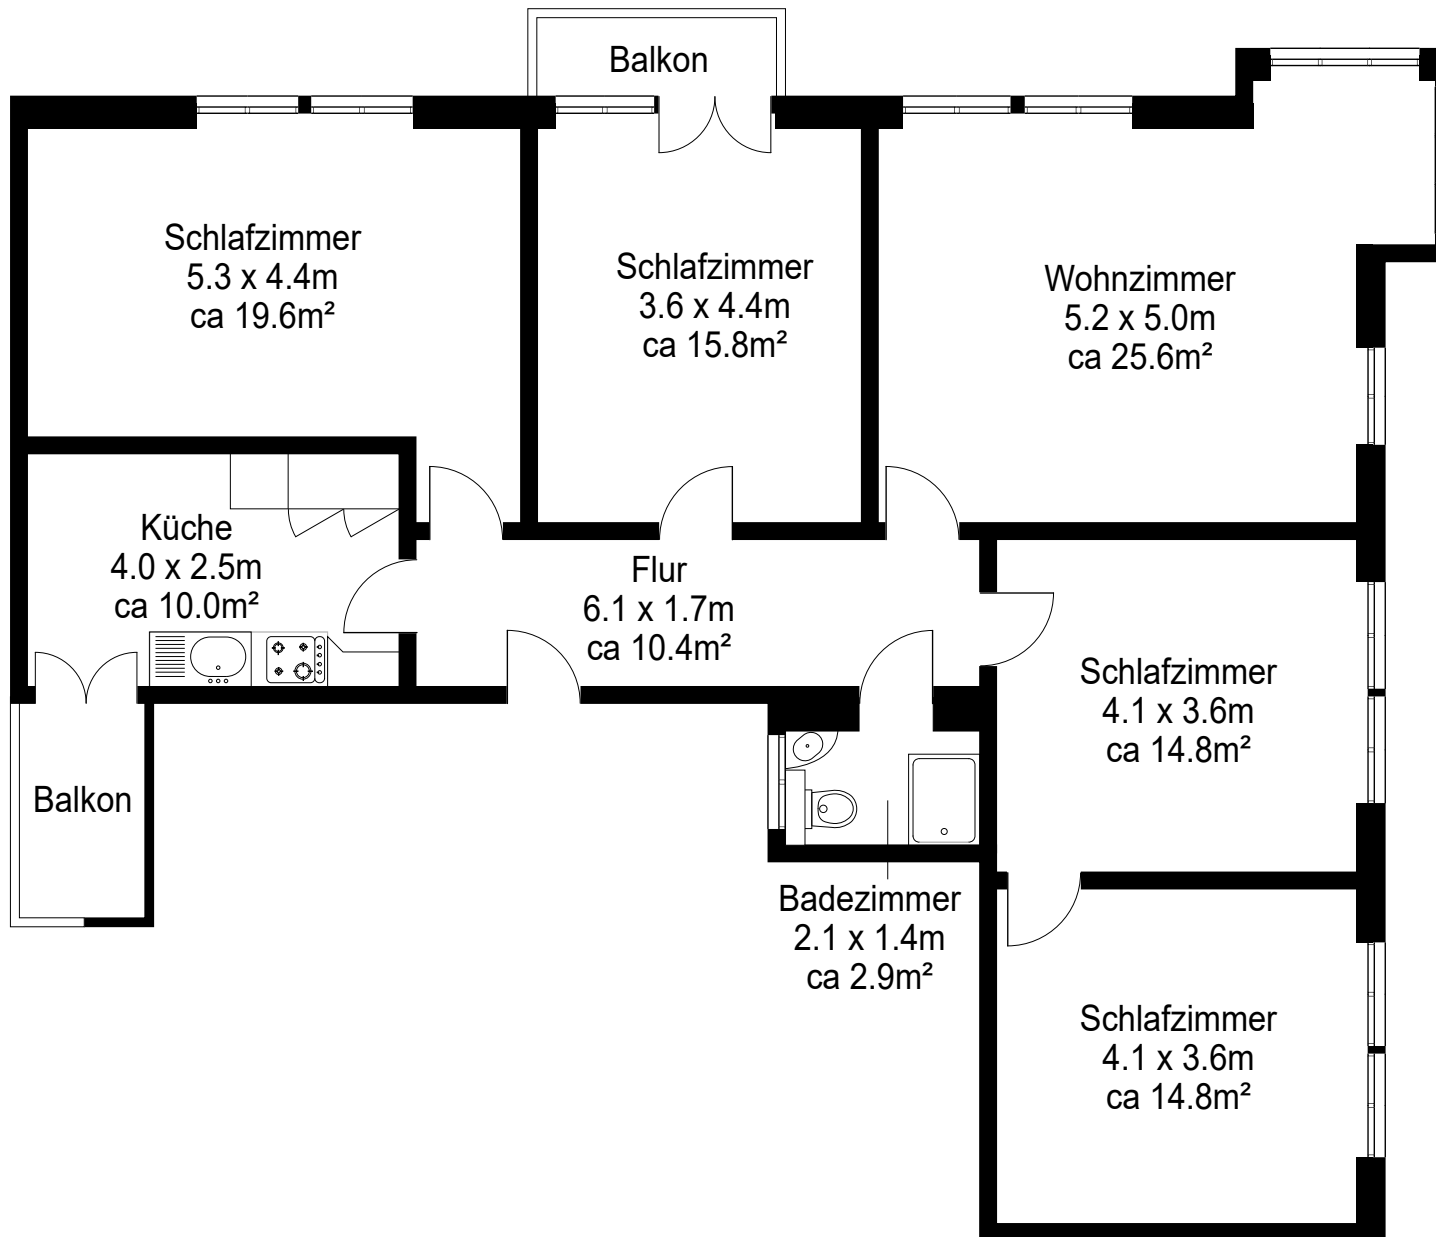 Balkon
Schlafzimmer
5.3 x 4.4m
ca 19.6m²
Schlafzimmer
3.6 x 4.4m
ca 15.8m²
Wohnzimmer
5.2 x 5.0m
ca 25.6m²
Küche
4.0 x 2.5m
ca 10.0m²
Flur
6.1 x 1.7m
ca 10.4m²
Schlafzimmer
4.1 x 3.6m
ca 14.8m²
Balkon
Badezimmer
2.1 x 1.4m
ca 2.9m²
Schlafzimmer
4.1 x 3.6m
ca 14.8m²